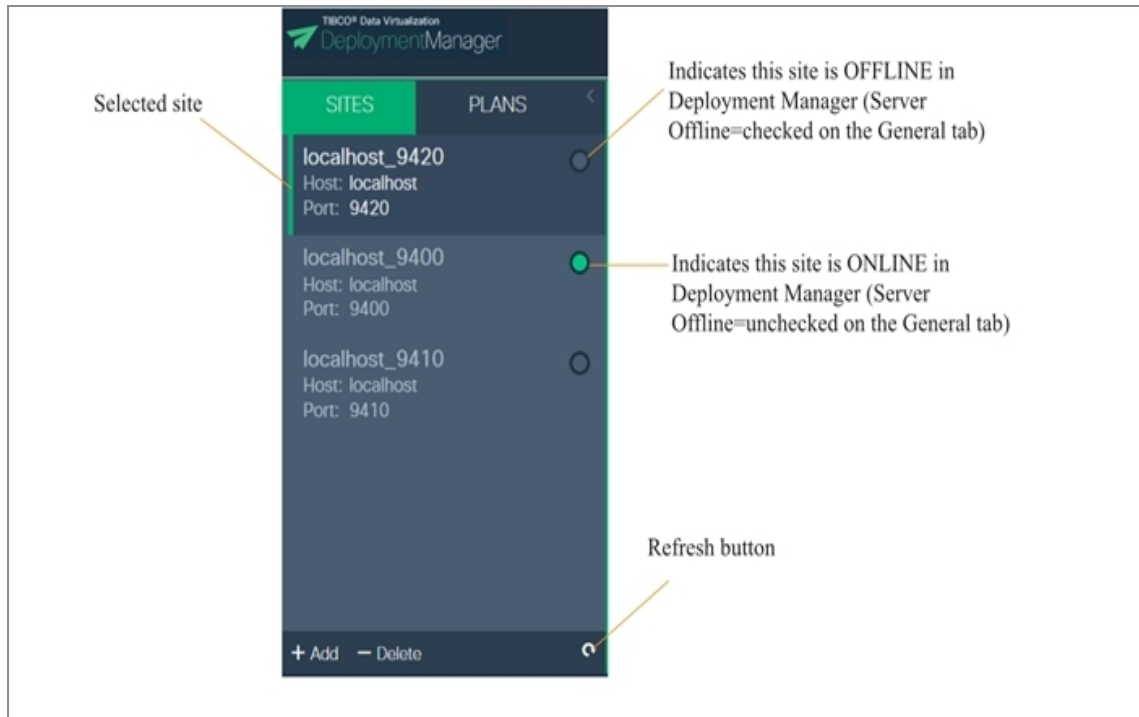 TIBCO® Data Virtualization
DeploymentManager
SITES
PLANS
Selected site
localhost_9420
Host: localhost
Port: 9420
Indicates this site is OFFLINE in
Deployment Manager (Server
Offline=checked on the General tab)
localhost_9400
Host: localhost
Port: 9400
Indicates this site is ONLINE in
Deployment Manager (Server
Offline=unchecked on the General tab)
localhost_9410
Host: localhost
Port: 9410
Refresh button
+ Add
− Delete